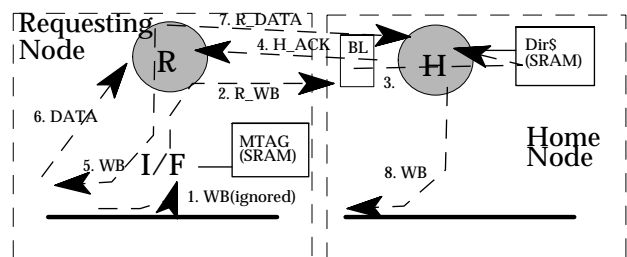 Requesting
Node
7. R_DATA
4. H_ACK
BL
Dir$
(SRAM)
R
H
3.
2. R_WB
6. DATA
MTAG
(SRAM)
Home
Node
5. WB
I/F
8. WB
1. WB(ignored)